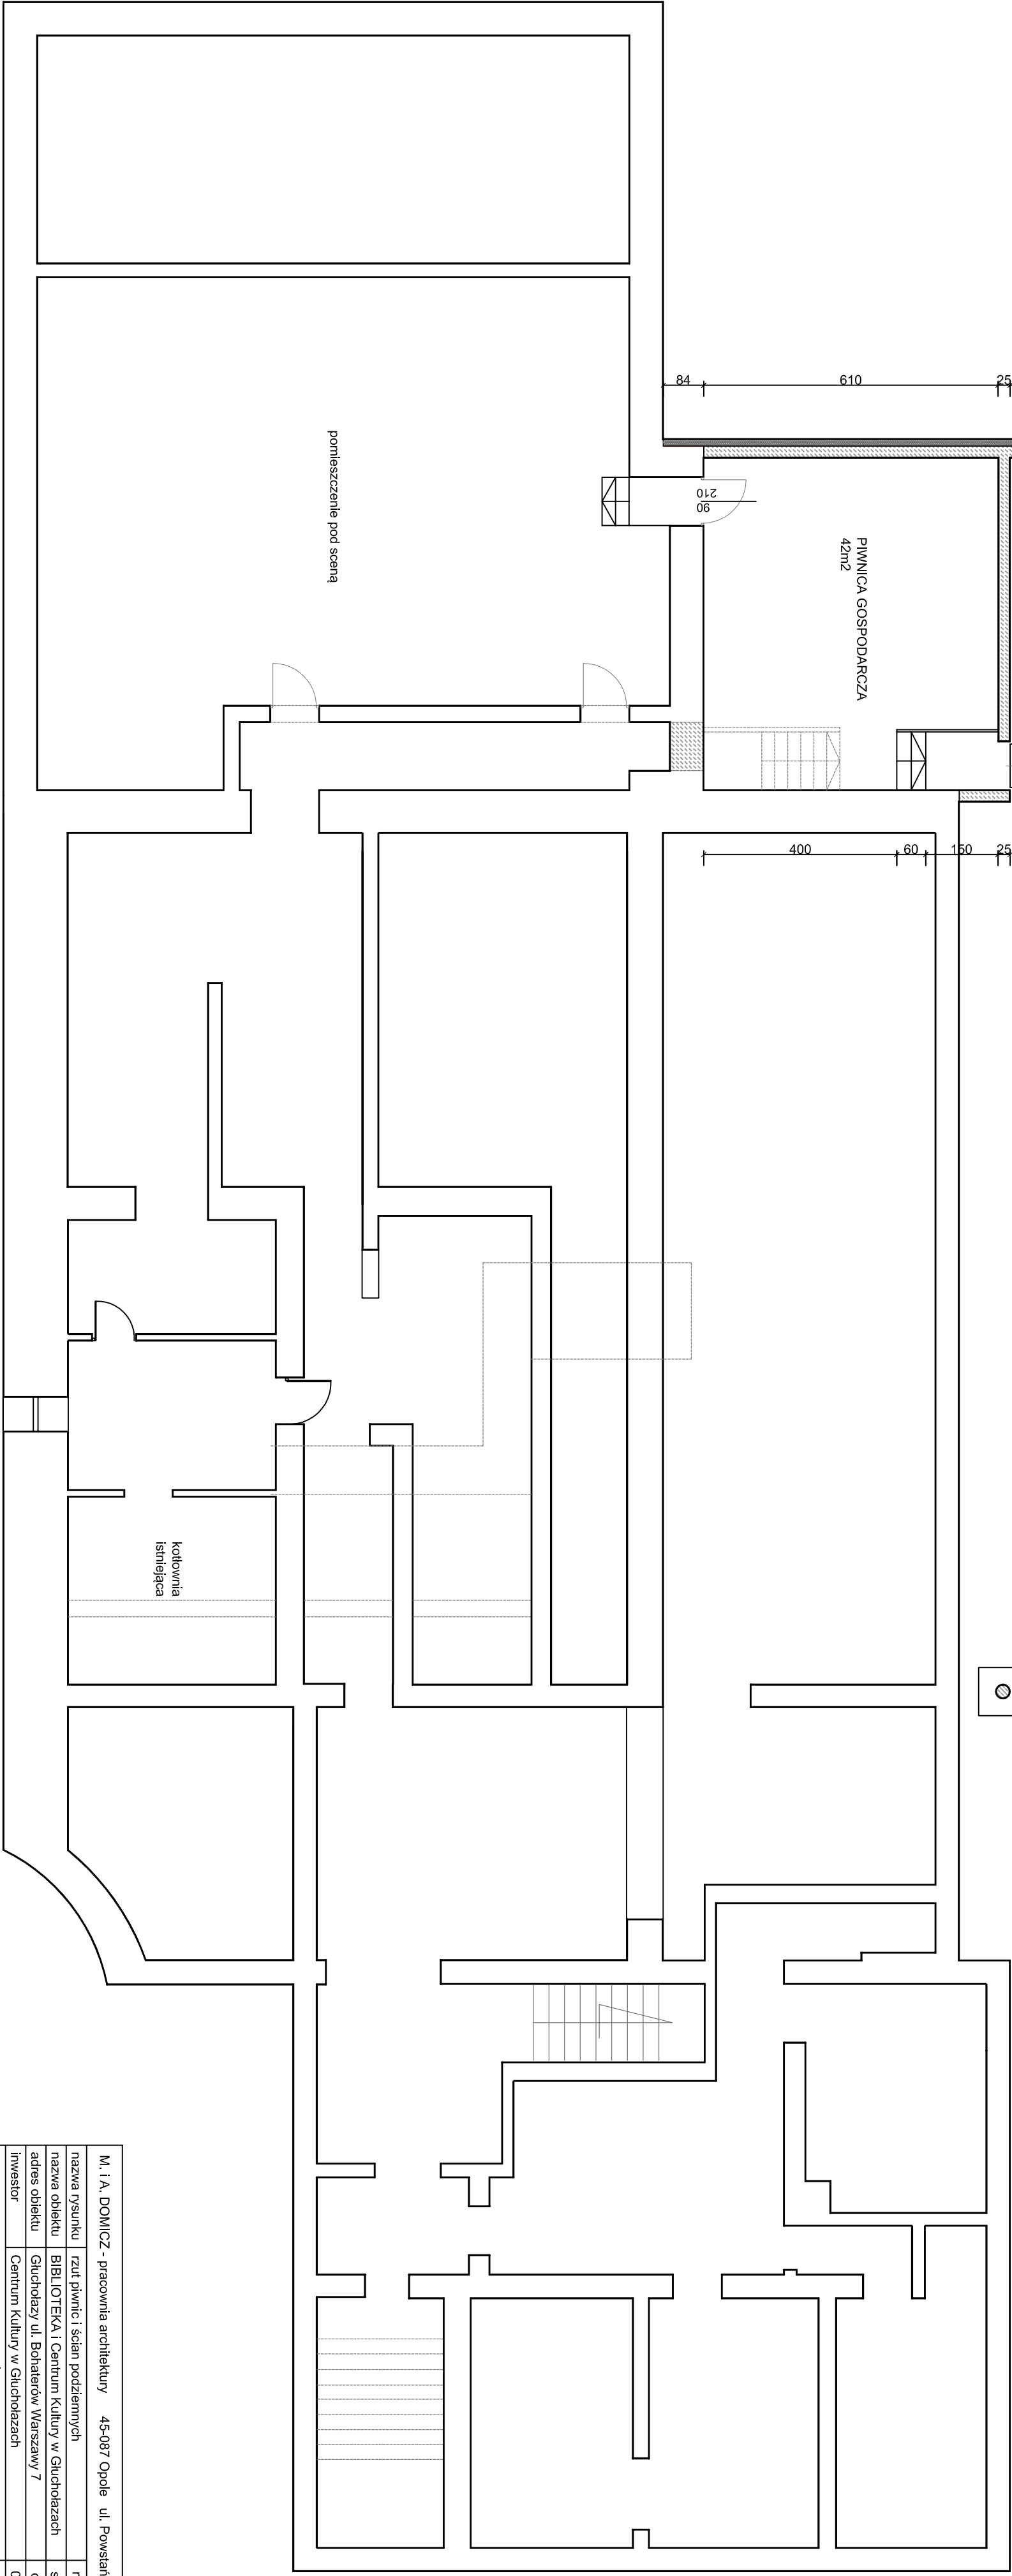 84
610
25
pomieszczenie pod sceną
90
210
PIWNICA GOSPODARCZA
42m2
400
60
150
25
kotłownia
istniejąca
M. i A. DOMICZ - pracownia architektury 45-087 Opole ul.
nazwa rysunku rzut piwnic i ścian podziemnych
nazwa obiektu BIBLIOTEKA i Centrum Kultury w Głuchołazach
adres obiektu Głuchołazy ul. Bohaterów Warszawy 7
inwestor Centrum Kultury w Głuchołazach